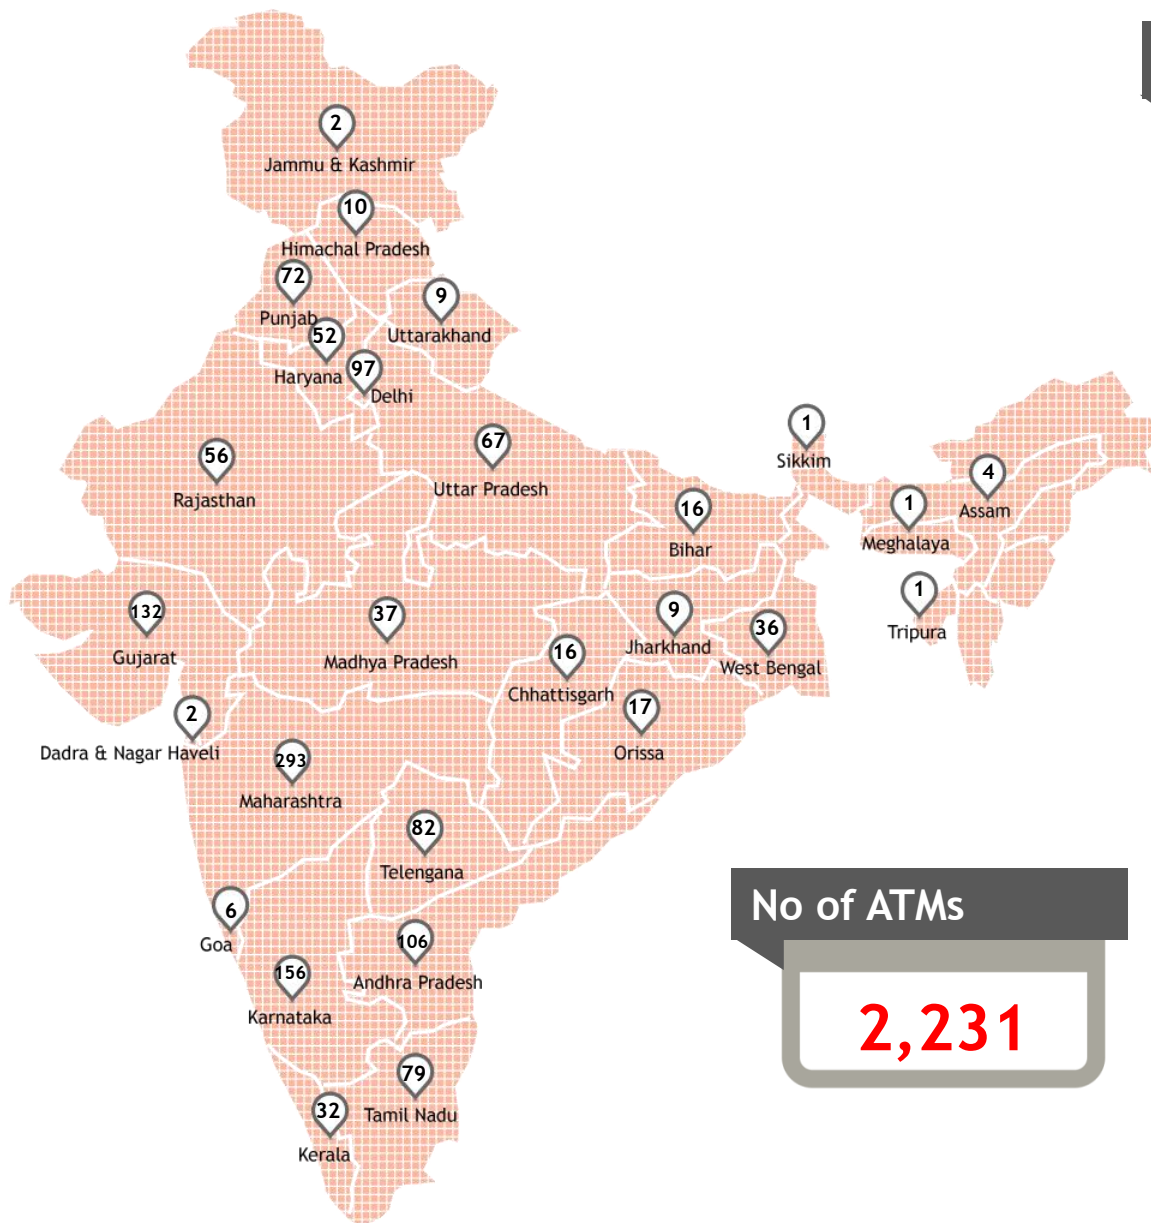 2
Jammu & Kashmir
10
Himachal Pradesh
72
Punjab
9
Uttarakhand
52
Haryana
97
Delhi
67
Uttar Pradesh
56
Rajasthan
1
Sikkim
4
Assam
1
Meghalaya
16
Bihar
1
Tripura
132
Gujarat
37
Madhya Pradesh
9
Jharkhand
36
West Bengal
16
Chhattisgarh
17
Orissa
2
Dadra & Nagar Haveli
293
Maharashtra
82
Telengana
6
Goa
106
Andhra Pradesh
156
Karnataka
79
Tamil Nadu
32
Kerala
No of ATMs
2,231